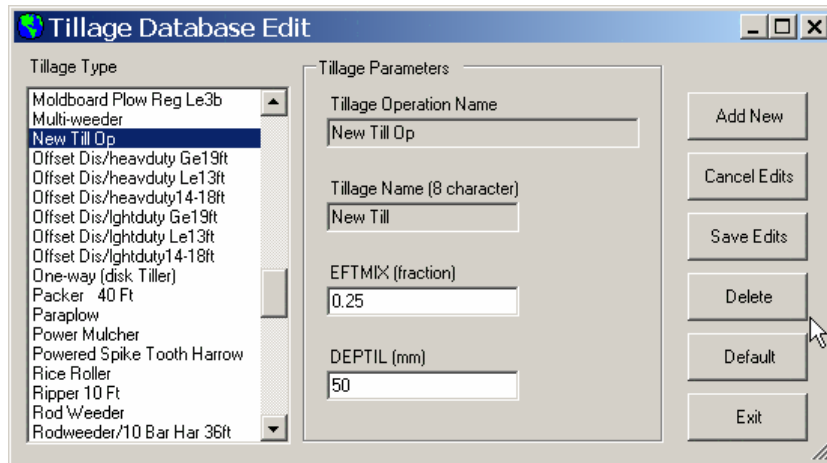 Tillage Database Edit
Tillage Type
Moldboard Plow Reg Le3b
Multi-weeder
New Till Op
Offset Dis/heavduty Ge19ft
Offset Dis/heavduty Le13ft
Offset Dis/heavduty14-18ft
Offset Dis/lghtduty Ge19ft
Offset Dis/lghtduty Le13ft
Offset Dis/lghtduty14-18ft
One-way (disk Tiller)
Packer 40 Ft
Paraplow
Power Mulcher
Powered Spike Tooth Harrow
Rice Roller
Ripper 10 Ft
Rod Weeder
Rodweeder/10 Bar Har 36ft
Tillage Parameters
Tillage Operation Name
New Till Op
Tillage Name (8 character)
New Till
EFTMIX (fraction)
0.25
DEPTIL (mm)
50
Add New
Cancel Edits
Save Edits
Delete
Default
Exit